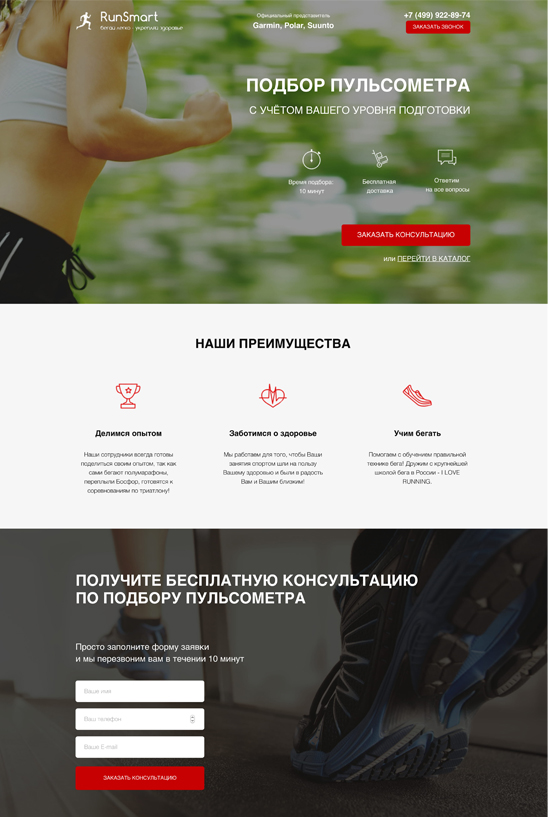 RunSmart
бегай легко - укрепляй здоровье
Официальный представитель
Garmin, Polar, Suunto
+7 (499) 922-89-74
ЗАКАЗАТЬ ЗВОНОК
ПОДБОР ПУЛЬСОМЕТРА
С УЧЁТОМ ВАШЕГО УРОВНЯ ПОДГОТОВКИ
Время подбора:
10 минут
Бесплатная
доставка
Ответим
на все вопросы
ЗАКАЗАТЬ КОНСУЛЬТАЦИЮ
или ПЕРЕЙТИ В КАТАЛОГ
НАШИ ПРЕИМУЩЕСТВА
Делимся опытом
Наши сотрудники всегда готовы
поделиться своим опытом, так как
сами бегают полумарафоны,
переплыли Босфор, готовятся к
соревнованиям по триатлону!
Заботимся о здоровье
Мы работаем для того, чтобы Ваши
занятия спортом шли на пользу
Вашему здоровью и были в радость
Вам и Вашим близким!
Учим бегать
Помогаем с обучением правильной
технике бега! Дружим с крупнейшей
школой бега в России - I LOVE
RUNNING.
ПОЛУЧИТЕ БЕСПЛАТНУЮ КОНСУЛЬТАЦИЮ
ПО ПОДБОРУ ПУЛЬСОМЕТРА
Просто заполните форму заявки
и мы перезвоним вам в течении 10 минут
Ваше имя
Ваш телефон
Ваш E-mail
ЗАКАЗАТЬ КОНСУЛЬТАЦИЮ